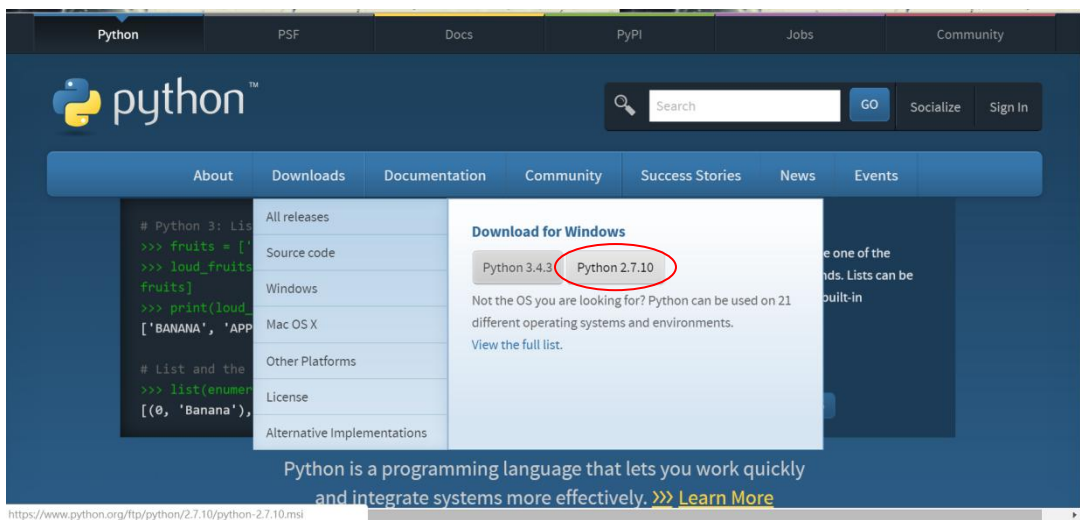 Python PSF Docs PyPI Jobs Community
python™
Search GO Socialize Sign In
About Downloads Documentation Community Success Stories News Events
# Python 3: Lis
>>> fruits = ['
>>> loud_fruits
fruits]
>>> print(loud_
['BANANA', 'APP
# List and the
>>> list(enumer
[(0, 'Banana'),
All releases
Source code
Windows
Mac OS X
Other Platforms
License
Alternative Implementations
Download for Windows
Python 3.4.3 Python 2.7.10
Not the OS you are looking for? Python can be used on 21
different operating systems and environments.
View the full list.
e one of the
nds. Lists can be
built-in
Python is a programming language that lets you work quickly
and integrate systems more effectively. >>> Learn More
https://www.python.org/ftp/python/2.7.10/python-2.7.10.msi